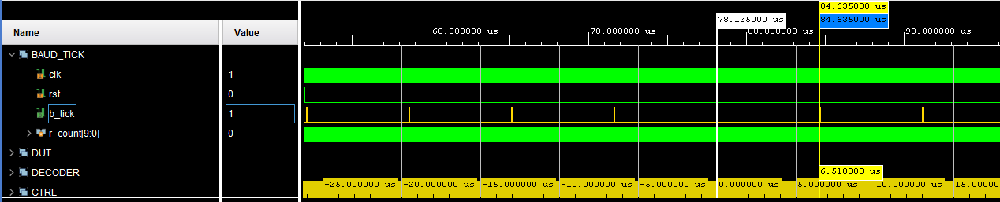 84.635000 us
78.125000 us 84.635000 us
Name Value 60.000000 us 70.000000 us 80.000000 us 90.000000 us
BAUD_TICK
clk 1
rst 0
b_tick 1
r_count[9:0] 0
DUT
DECODER
6.510000 us
CTRL -25.000000 us -20.000000 us -15.000000 us -10.000000 us -5.000000 us 0.000000 us 5.000000 us 10.000000 us 15.00000